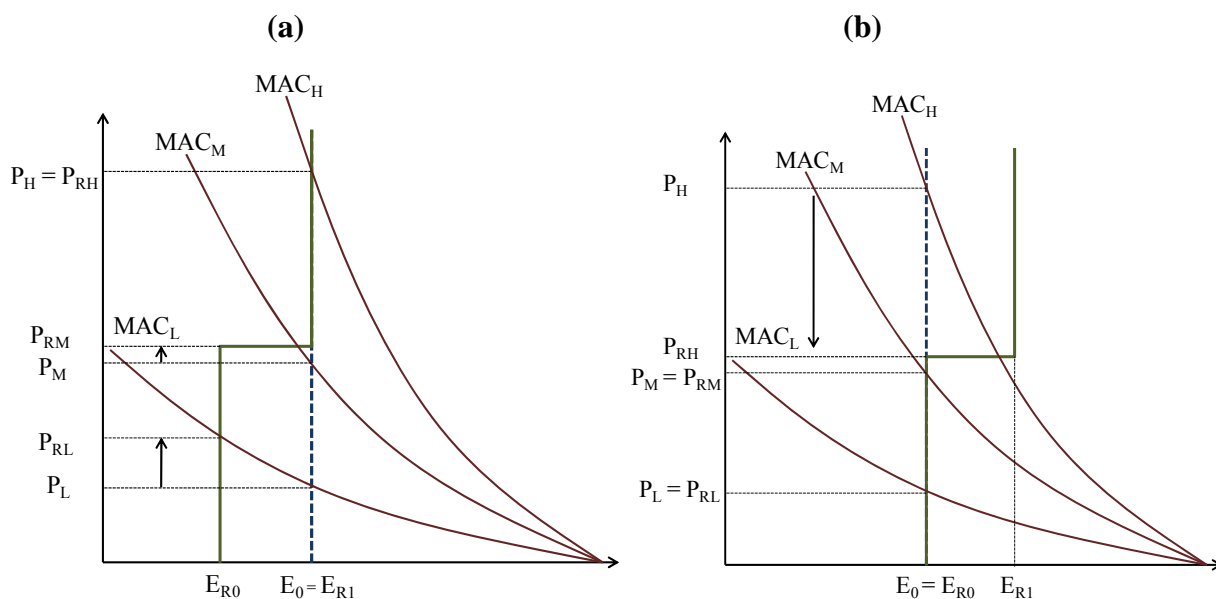 (a)
MAC_H
MAC_M
P_H = P_RH
P_RM
MAC_L
P_M
P_RL
P_L
E_R0
E_0 = E_R1
(b)
MAC_H
MAC_M
P_H
P_RH
MAC_L
P_M = P_RM
P_L = P_RL
E_0 = E_R0
E_R1